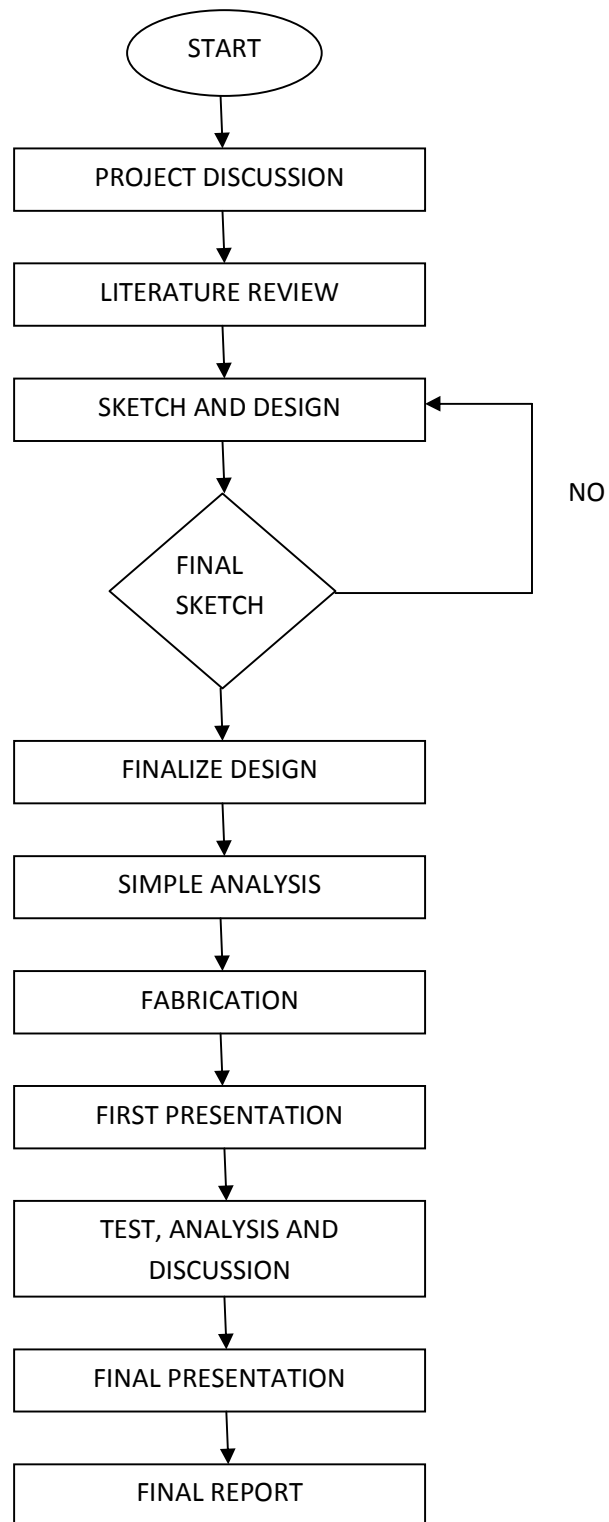 START
PROJECT DISCUSSION
LITERATURE REVIEW
SKETCH AND DESIGN
NO
FINAL
SKETCH
FINALIZE DESIGN
SIMPLE ANALYSIS
FABRICATION
FIRST PRESENTATION
TEST, ANALYSIS AND
DISCUSSION
FINAL PRESENTATION
FINAL REPORT